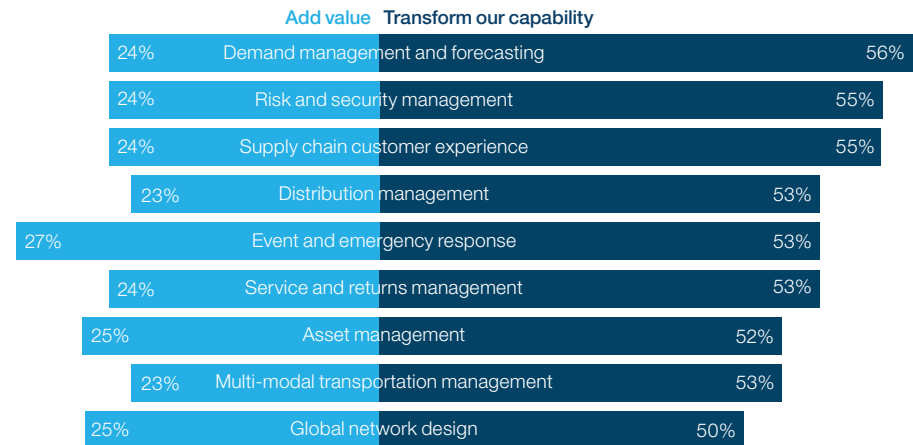 Add value Transform our capability
24% Demand management and forecasting 56%
24% Risk and security management 55%
24% Supply chain customer experience 55%
23% Distribution management 53%
27% Event and emergency response 53%
24% Service and returns management 53%
25% Asset management 52%
23% Multi-modal transportation management 53%
25% Global network design 50%